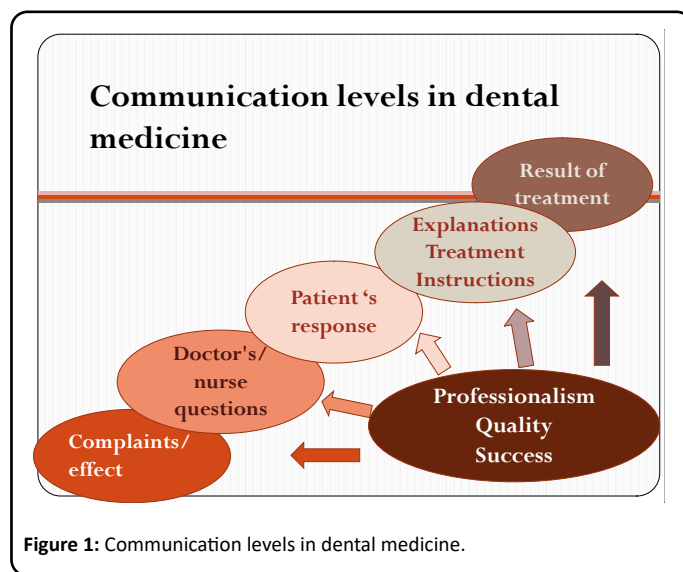 Communication levels in dental
medicine
Result of
treatment
Explanations
Treatment
Instructions
Patient ‘s
response
Doctor's/
nurse
questions
Complaints/
effect
Professionalism
Quality
Success
Figure 1: Communication levels in dental medicine.